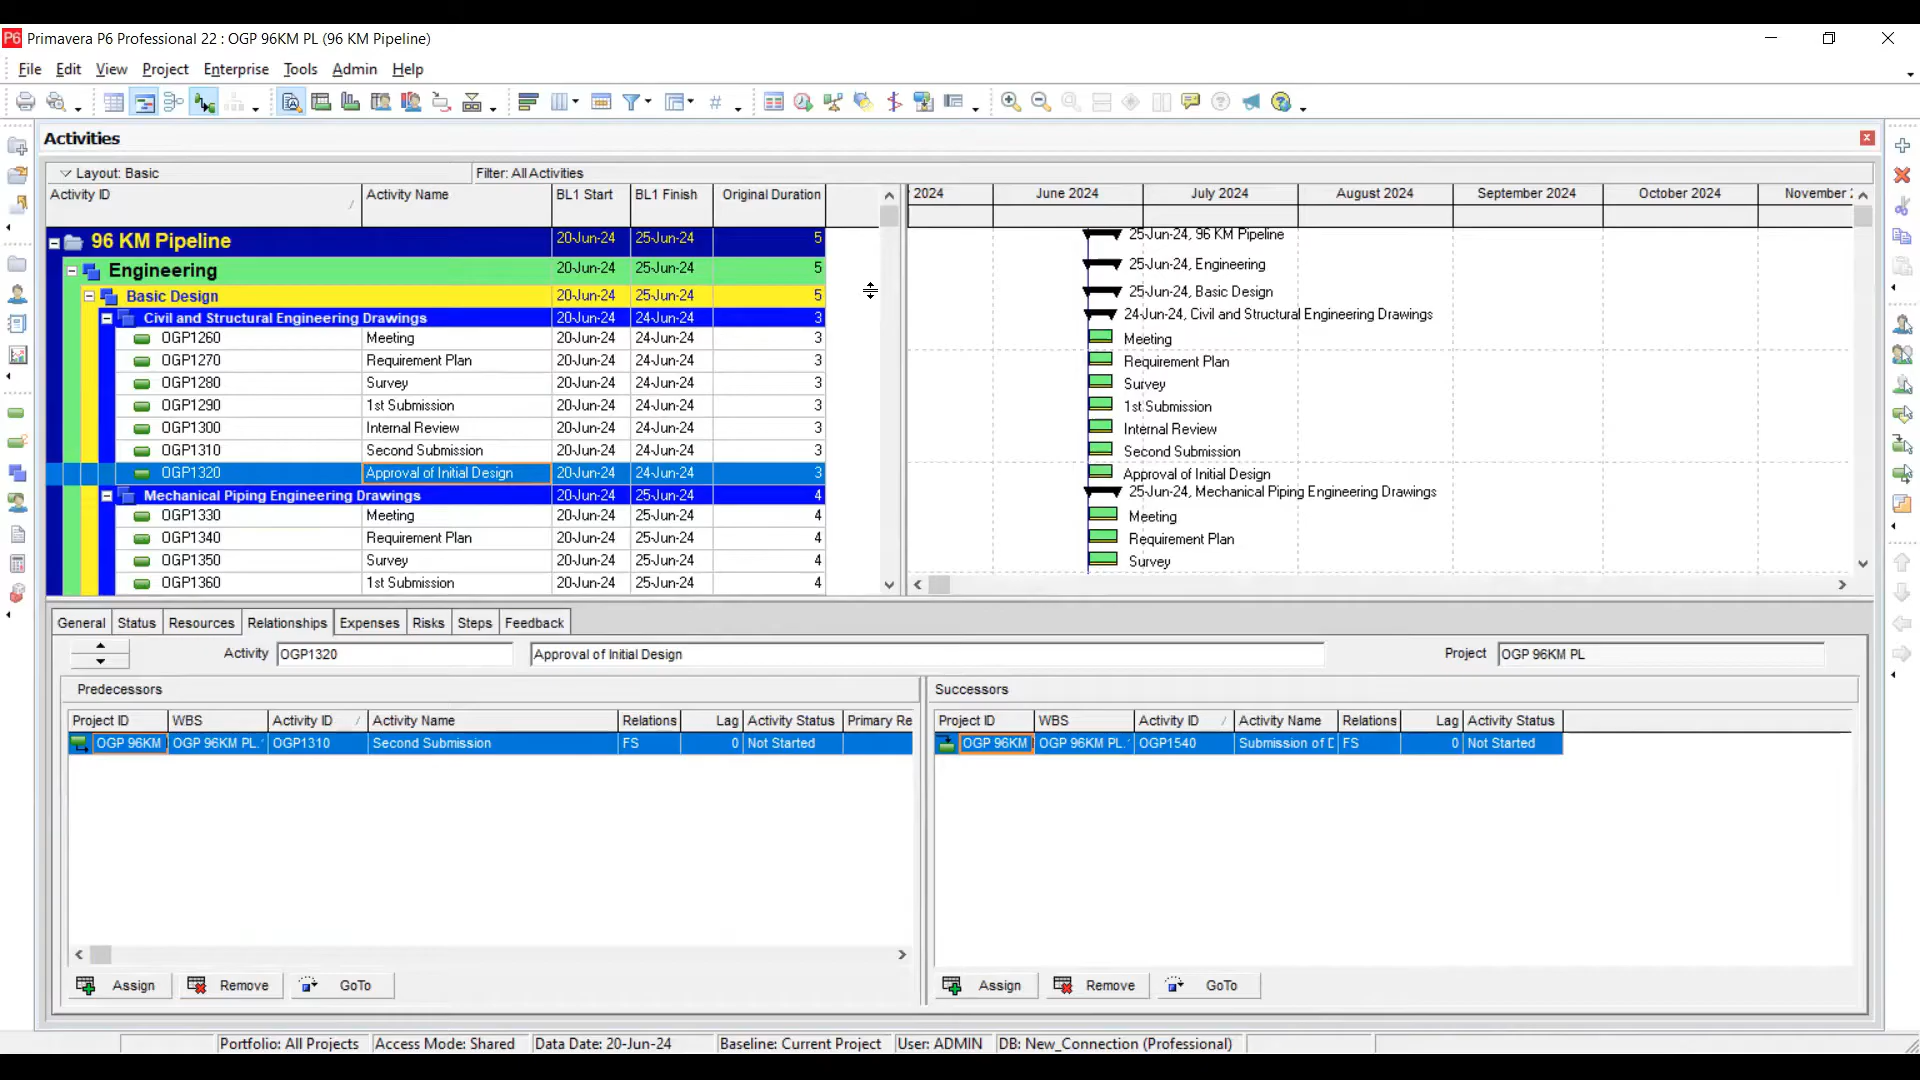 P6 Primavera P6 Professional 22 : OGP 96KM PL (96 KM Pipeline)
File Edit View Project Enterprise Tools Admin Help
Activities
Layout: Basic Filter: All Activities
Activity ID Activity Name BL1 Start BL1 Finish Original Duration
2024 June 2024 July 2024 August 2024 September 2024 October 2024 November
96 KM Pipeline 20-Jun-24 25-Jun-24 5
Engineering 20-Jun-24 25-Jun-24 5
Basic Design 20-Jun-24 25-Jun-24 5
Civil and Structural Engineering Drawings 20-Jun-24 24-Jun-24 3
OGP1260 Meeting 20-Jun-24 24-Jun-24 3
OGP1270 Requirement Plan 20-Jun-24 24-Jun-24 3
OGP1280 Survey 20-Jun-24 24-Jun-24 3
OGP1290 1st Submission 20-Jun-24 24-Jun-24 3
OGP1300 Internal Review 20-Jun-24 24-Jun-24 3
OGP1310 Second Submission 20-Jun-24 24-Jun-24 3
OGP1320 Approval of Initial Design 20-Jun-24 24-Jun-24 3
Mechanical Piping Engineering Drawings 20-Jun-24 25-Jun-24 4
OGP1330 Meeting 20-Jun-24 25-Jun-24 4
OGP1340 Requirement Plan 20-Jun-24 25-Jun-24 4
OGP1350 Survey 20-Jun-24 25-Jun-24 4
OGP1360 1st Submission 20-Jun-24 25-Jun-24 4
25-Jun-24, 96 KM Pipeline
25-Jun-24, Engineering
25-Jun-24, Basic Design
24-Jun-24, Civil and Structural Engineering Drawings
Meeting
Requirement Plan
Survey
1st Submission
Internal Review
Second Submission
Approval of Initial Design
25-Jun-24, Mechanical Piping Engineering Drawings
Meeting
Requirement Plan
Survey
General Status Resources Relationships Expenses Risks Steps Feedback
Activity OGP1320 Approval of Initial Design Project OGP 96KM PL
Predecessors
Project ID WBS Activity ID Activity Name Relations Lag Activity Status Primary Re
OGP 96KM OGP 96KM PL. OGP1310 Second Submission FS 0 Not Started
Assign Remove GoTo
Successors
Project ID WBS Activity ID Activity Name Relations Lag Activity Status
OGP 96KM OGP 96KM PL. OGP1540 Submission of D FS 0 Not Started
Assign Remove GoTo
Portfolio: All Projects Access Mode: Shared Data Date: 20-Jun-24 Baseline: Current Project User: ADMIN DB: New_Connection (Professional)